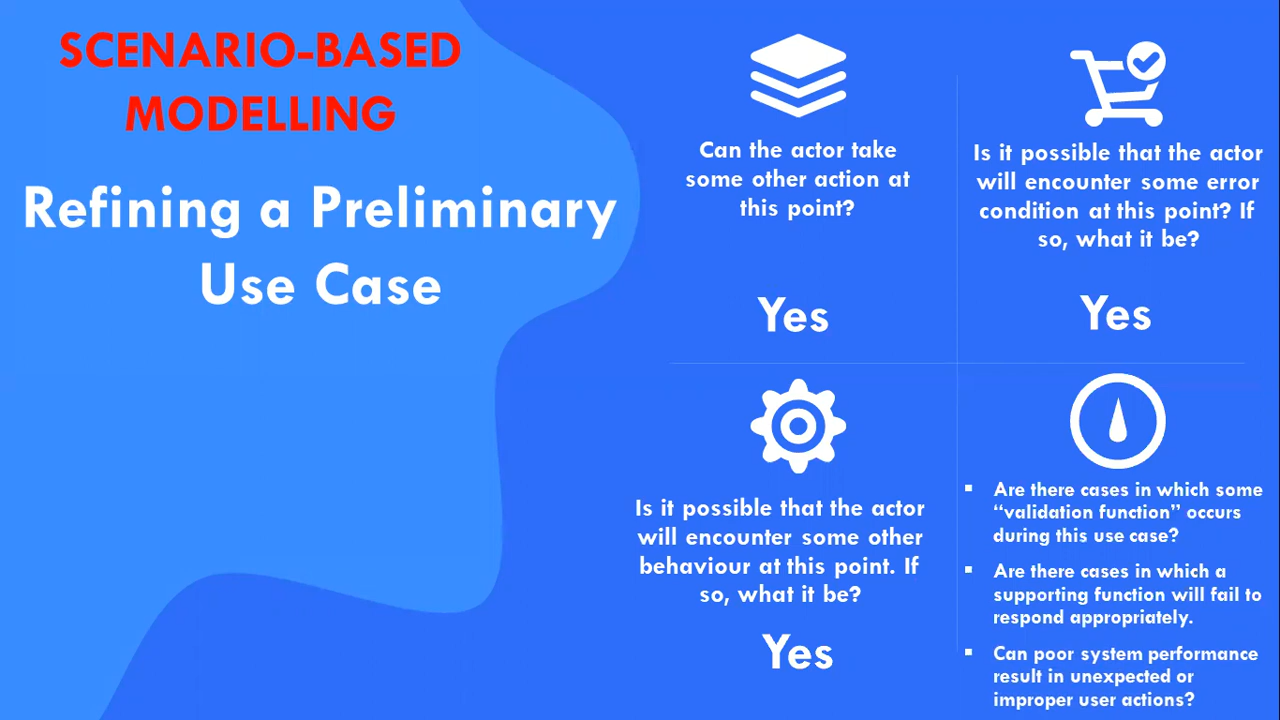 SCENARIO-BASED
MODELLING
Refining a Preliminary
Use Case
Can the actor take
some other action at
this point?
Yes
Is it possible that the actor
will encounter some error
condition at this point? If
so, what it be?
Yes
Is it possible that the actor
will encounter some other
behaviour at this point. If
so, what it be?
Yes
▪ Are there cases in which some
“validation function” occurs
during this use case?
▪ Are there cases in which a
supporting function will fail to
respond appropriately.
▪ Can poor system performance
result in unexpected or
improper user actions?